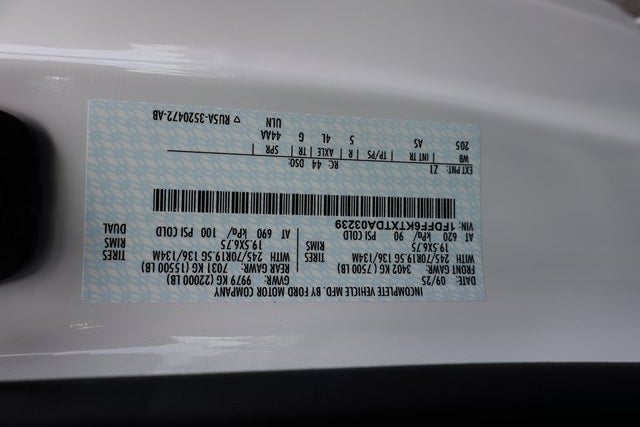 INCOMPLETE VEHICLE MFD. BY FORD MOTOR COMPANY
DATE: 09/25 GVWR: 9979 KG (22000 LB)
FRONT GAWR: 3402 KG (7500 LB) REAR GAWR: 7031 KG (15500 LB)
WITH 245/70R19.5G 136/134M TIRES WITH 245/70R19.5G 136/134M TIRES
19.5X6.75 RIMS 19.5X6.75 RIMS
AT 620 kPa/ 90 PSI COLD AT 690 kPa/ 100 PSI COLD DUAL
VIN: 1FDFF6KTXTDA03239
EXT PNT: Z1 RC: 44 DSO:
WB INT TR TP/PS R AXLE TR SPR
205 AS 5 4L G 44AA
ULN ▽ RU5A-3520472-AB